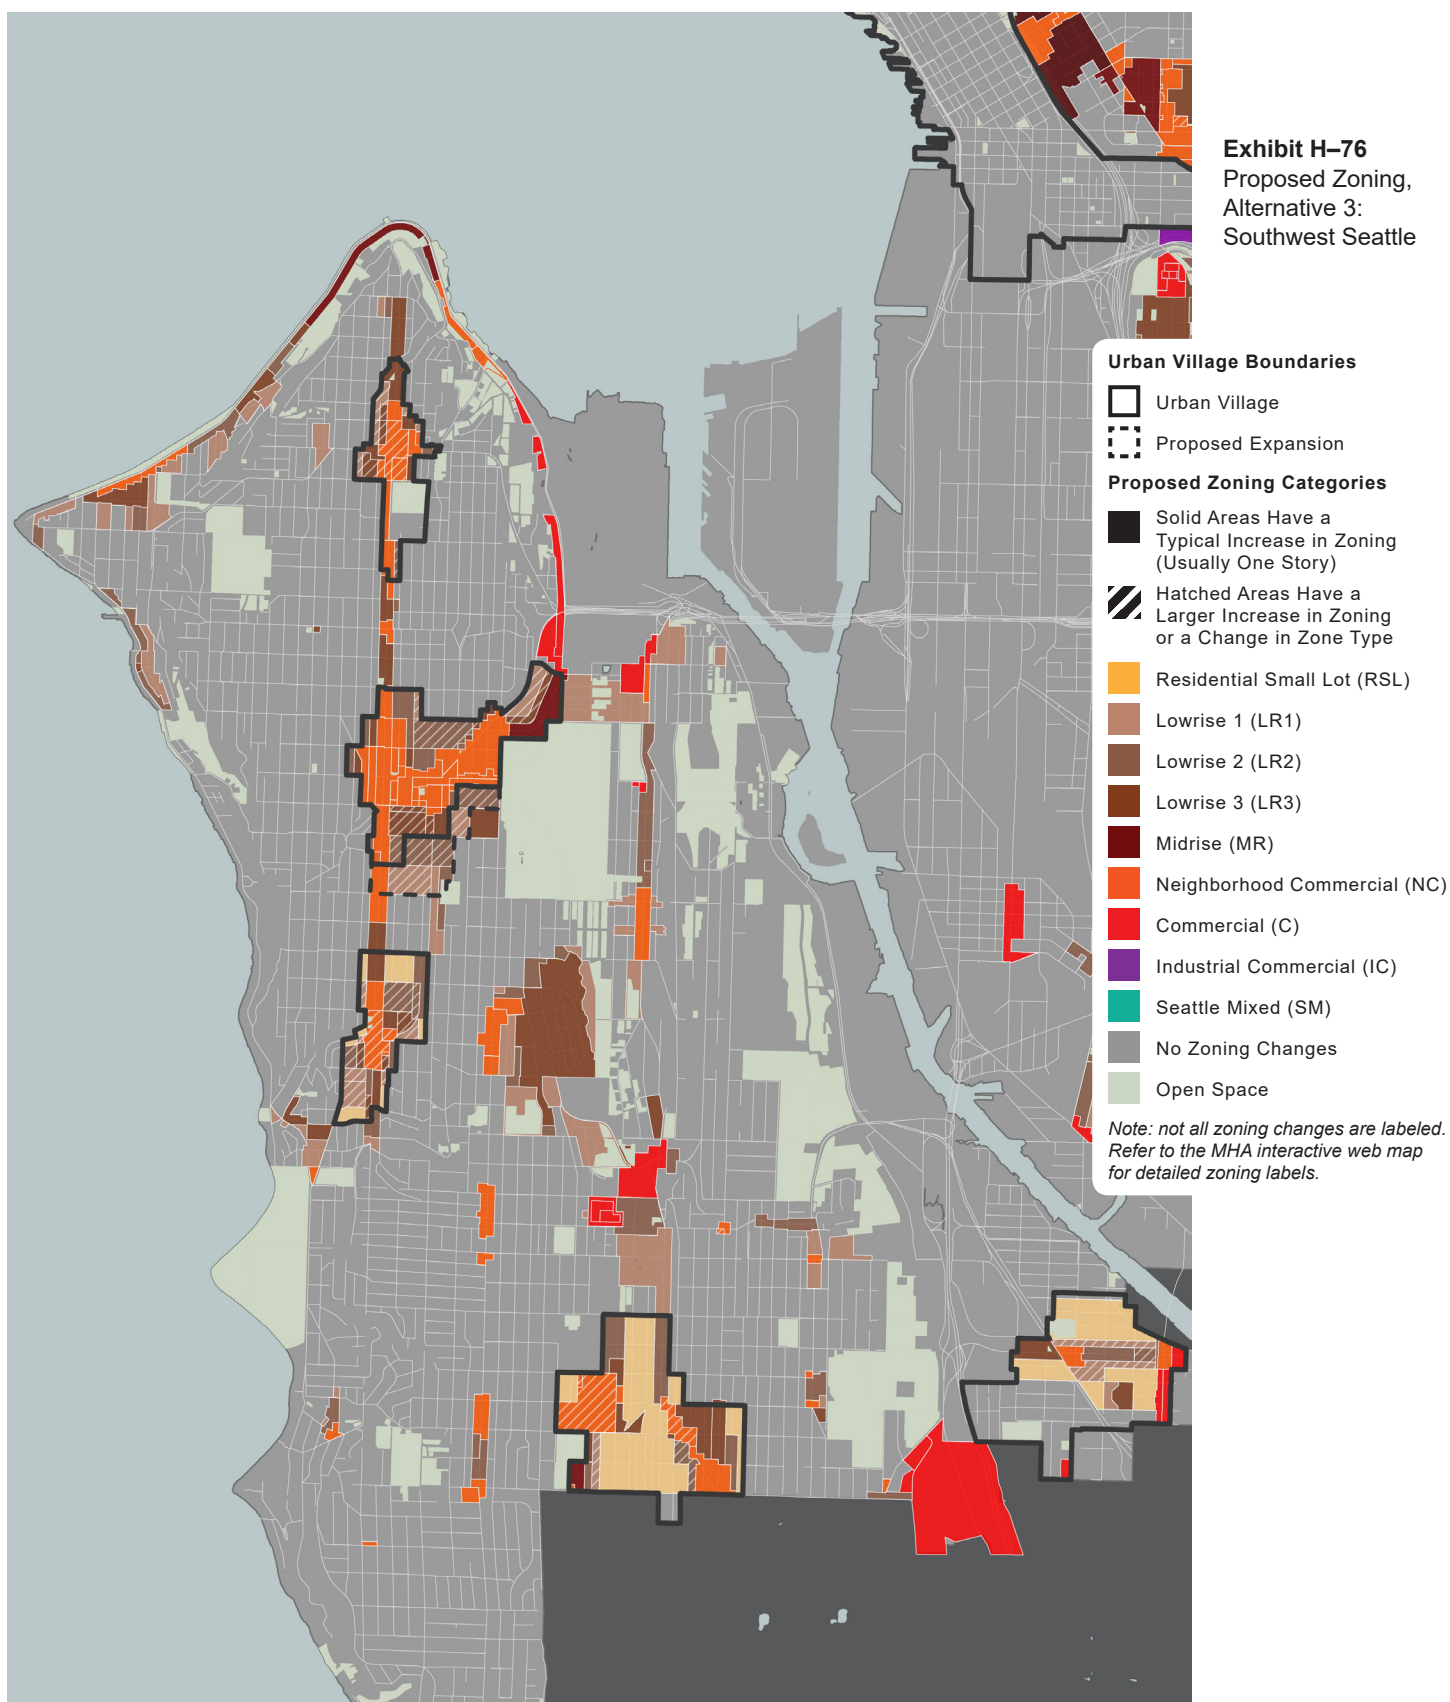 Exhibit H–76
Proposed Zoning,
Alternative 3:
Southwest Seattle
Urban Village Boundaries
Urban Village
Proposed Expansion
Proposed Zoning Categories
Solid Areas Have a
Typical Increase in Zoning
(Usually One Story)
Hatched Areas Have a
Larger Increase in Zoning
or a Change in Zone Type
Residential Small Lot (RSL)
Lowrise 1 (LR1)
Lowrise 2 (LR2)
Lowrise 3 (LR3)
Midrise (MR)
Neighborhood Commercial (NC)
Commercial (C)
Industrial Commercial (IC)
Seattle Mixed (SM)
No Zoning Changes
Open Space
Note: not all zoning changes are labeled.
Refer to the MHA interactive web map
for detailed zoning labels.